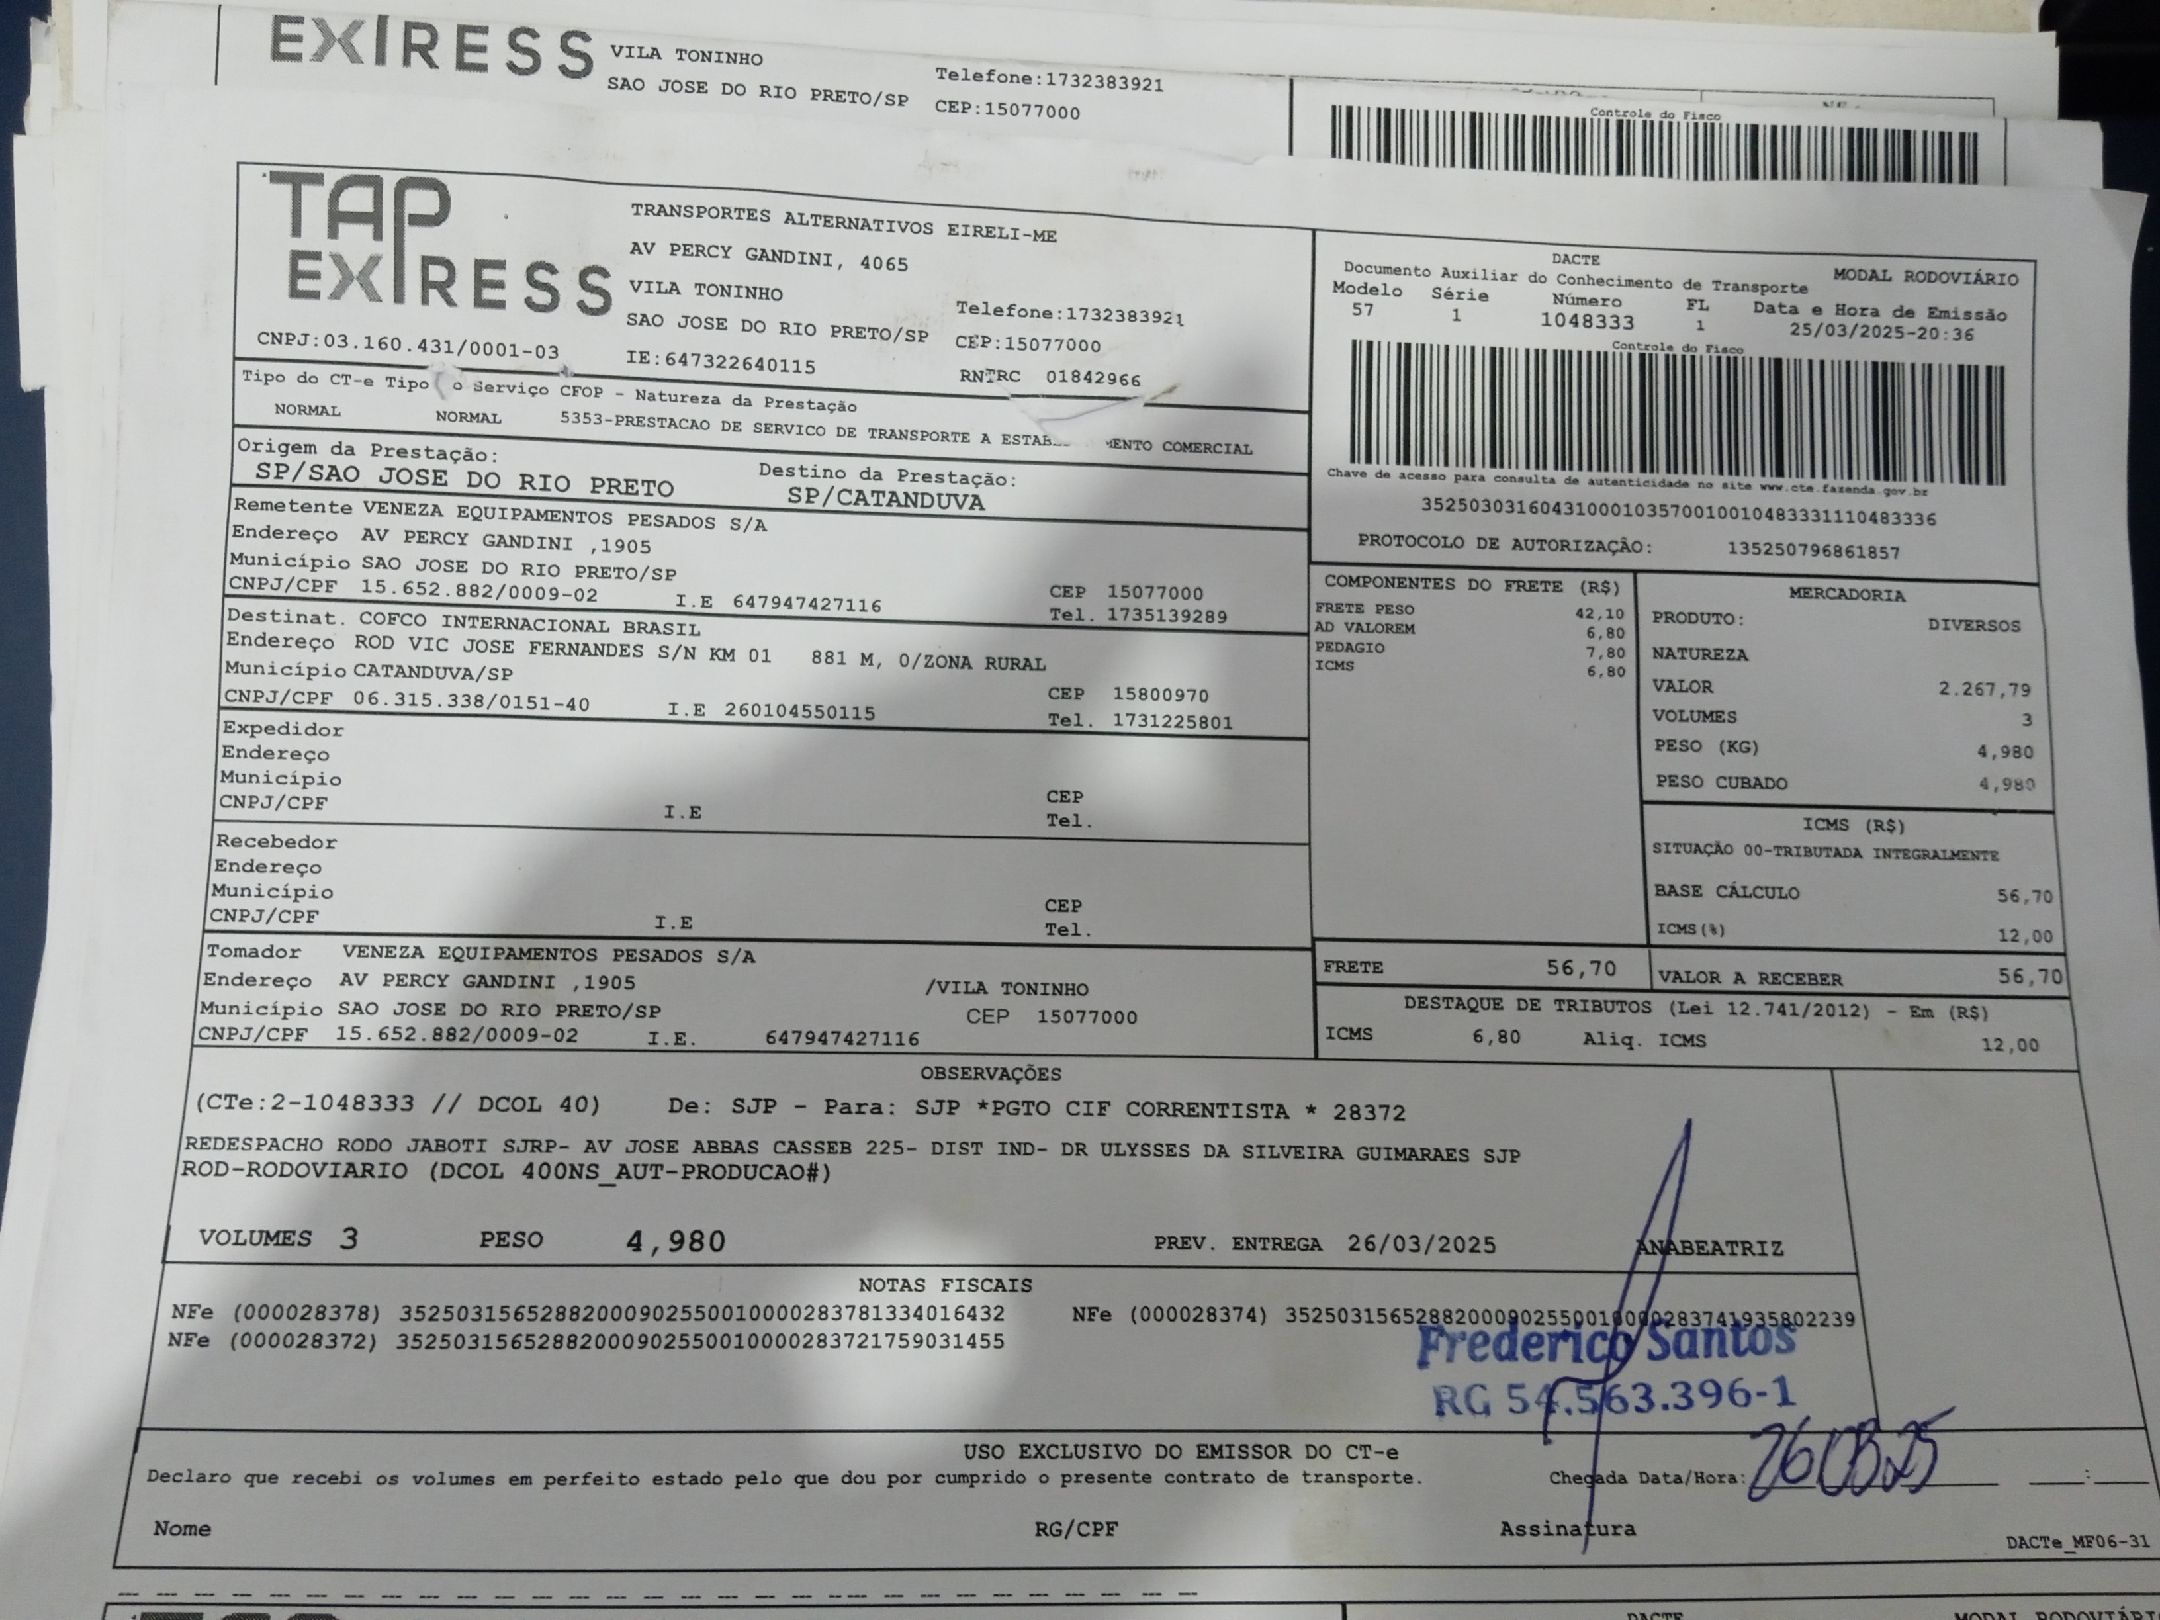 EXPRESS
VILA TONINHO
SAO JOSE DO RIO PRETO/SP
Telefone:1732383921
CEP:15077000
Controle do Fisco
TAP EXPRESS
TRANSPORTES ALTERNATIVOS EIRELI-ME
AV PERCY GANDINI, 4065
VILA TONINHO
SAO JOSE DO RIO PRETO/SP
Telefone:1732383921
CEP:15077000
CNPJ:03.160.431/0001-03
IE:647322640115
RNTRC 01842966
DACTE
MODAL RODOVIÁRIO
Documento Auxiliar do Conhecimento de Transporte
Modelo Série Número FL Data e Hora de Emissão
57 1 1048333 1 25/03/2025-20:36
Controle do Fisco
Chave de acesso para consulta de autenticidade no site www.cte.fazenda.gov.br
35250303160431000103570010010483331110483336
PROTOCOLO DE AUTORIZAÇÃO: 135250796861857
Tipo do CT-e Tipo o Serviço CFOP - Natureza da Prestação
NORMAL NORMAL 5353-PRESTACAO DE SERVICO DE TRANSPORTE A ESTAB MENTO COMERCIAL
Origem da Prestação: Destino da Prestação:
SP/SAO JOSE DO RIO PRETO SP/CATANDUVA
Remetente VENEZA EQUIPAMENTOS PESADOS S/A
Endereço AV PERCY GANDINI ,1905
Município SAO JOSE DO RIO PRETO/SP CEP 15077000
CNPJ/CPF 15.652.882/0009-02 I.E 647947427116 Tel. 1735139289
Destinat. COFCO INTERNACIONAL BRASIL
Endereço ROD VIC JOSE FERNANDES S/N KM 01 881 M, 0/ZONA RURAL
Município CATANDUVA/SP CEP 15800970
CNPJ/CPF 06.315.338/0151-40 I.E 260104550115 Tel. 1731225801
Expedidor
Endereço
Município CEP
CNPJ/CPF I.E Tel.
Recebedor
Endereço
Município CEP
CNPJ/CPF I.E Tel.
Tomador VENEZA EQUIPAMENTOS PESADOS S/A
Endereço AV PERCY GANDINI ,1905 /VILA TONINHO
Município SAO JOSE DO RIO PRETO/SP CEP 15077000
CNPJ/CPF 15.652.882/0009-02 I.E. 647947427116
COMPONENTES DO FRETE (R$)
FRETE PESO 42,10
AD VALOREM 6,80
PEDAGIO 7,80
ICMS 6,80
MERCADORIA
PRODUTO: DIVERSOS
NATUREZA
VALOR 2.267,79
VOLUMES 3
PESO (KG) 4,980
PESO CUBADO 4,980
ICMS (R$)
SITUAÇÃO 00-TRIBUTADA INTEGRALMENTE
BASE CÁLCULO 56,70
ICMS(%) 12,00
FRETE 56,70 VALOR A RECEBER 56,70
DESTAQUE DE TRIBUTOS (Lei 12.741/2012) - Em (R$)
ICMS 6,80 Aliq. ICMS 12,00
OBSERVAÇÕES
(CTe:2-1048333 // DCOL 40) De: SJP - Para: SJP *PGTO CIF CORRENTISTA * 28372
REDESPACHO RODO JABOTI SJRP- AV JOSE ABBAS CASSEB 225- DIST IND- DR ULYSSES DA SILVEIRA GUIMARAES SJP
ROD-RODOVIARIO (DCOL 400NS_AUT-PRODUCAO#)
VOLUMES 3 PESO 4,980 PREV. ENTREGA 26/03/2025 ANABEATRIZ
NOTAS FISCAIS
NFe (000028378) 35250315652882000902550010000283781334016432 NFe (000028374) 35250315652882000902550010000283741935802239
NFe (000028372) 35250315652882000902550010000283721759031455
Frederico Santos
RG 54.563.396-1
USO EXCLUSIVO DO EMISSOR DO CT-e
Declaro que recebi os volumes em perfeito estado pelo que dou por cumprido o presente contrato de transporte. Chegada Data/Hora: 26 03 25 :
Nome RG/CPF Assinatura
DACTe_MF06-31
DACTE
MODAL RODOVIÁRIO